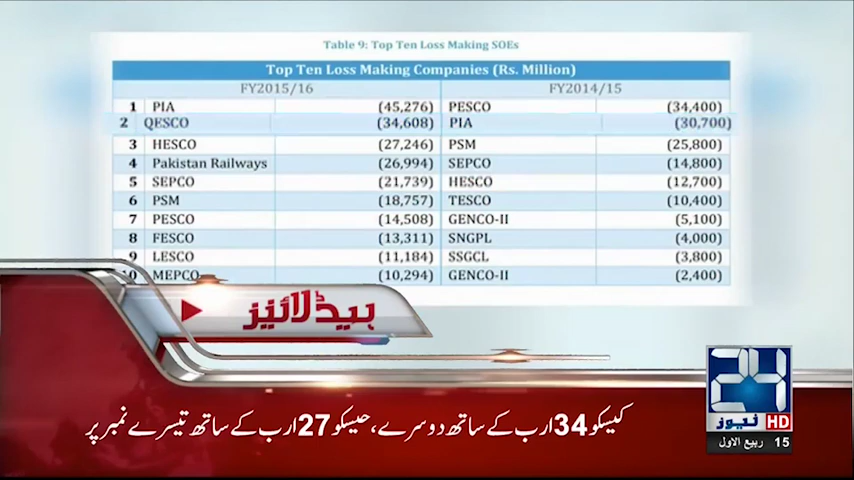 Table 9: Top Ten Loss Making SOEs
Top Ten Loss Making Companies (Rs. Million)
FY2015/16 FY2014/15
1 PIA (45,276) PESCO (34,400)
2 QESCO (34,608) PIA (30,700)
3 HESCO (27,246) PSM (25,800)
4 Pakistan Railways (26,994) SEPCO (14,800)
5 SEPCO (21,739) HESCO (12,700)
6 PSM (18,757) TESCO (10,400)
7 PESCO (14,508) GENCO-II (5,100)
8 FESCO (13,311) SNGPL (4,000)
9 LESCO (11,184) SSGCL (3,800)
10 MEPCO (10,294) GENCO-II (2,400)
ہیڈ لائنز
کیسکو 34 ارب کے ساتھ دوسرے، حیسکو 27 ارب کے ساتھ تیسرے نمبر پر
24
نیوز HD
15 ربیع الاول